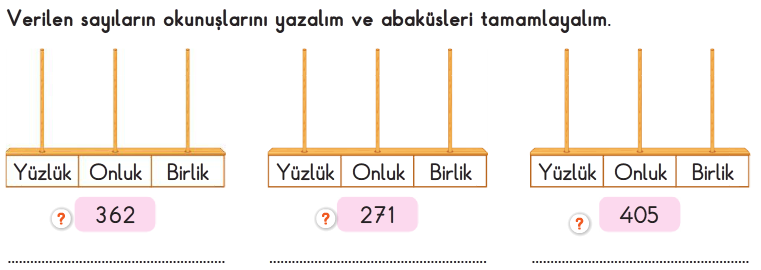 Verilen sayıların okunuşlarını yazalım ve abaküsleri tamamlayalım.
Yüzlük Onluk Birlik Yüzlük Onluk Birlik Yüzlük Onluk Birlik
? 362 ? 271 ? 405